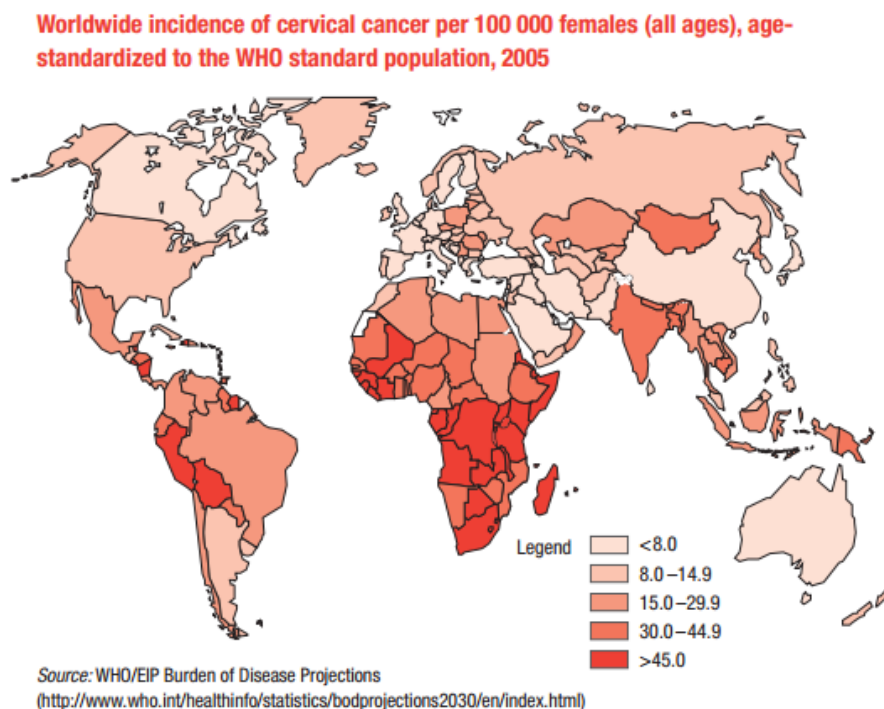 Worldwide incidence of cervical cancer per 100 000 females (all ages), age-
standardized to the WHO standard population, 2005
Legend
<8.0
8.0–14.9
15.0–29.9
30.0–44.9
>45.0
Source: WHO/EIP Burden of Disease Projections
(http://www.who.int/healthinfo/statistics/bodprojections2030/en/index.html)